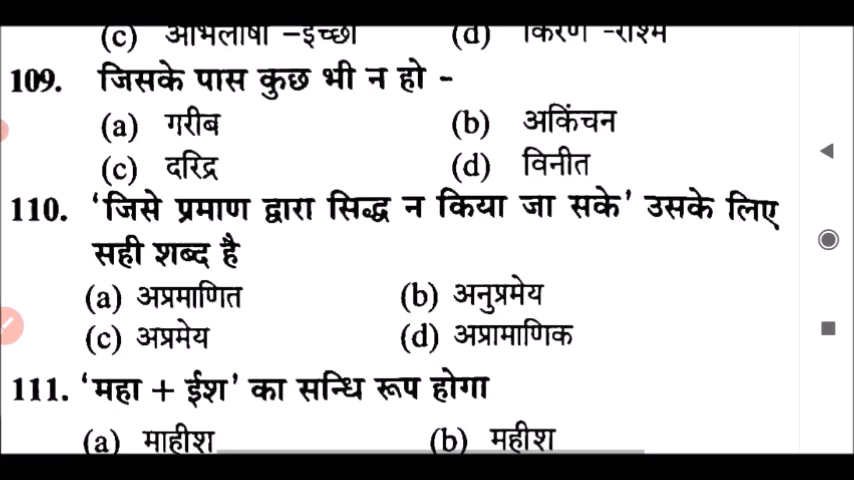 (c) अभिलाषा –इच्छा (d) किरण -रश्मि
109. जिसके पास कुछ भी न हो -
(a) गरीब (b) अकिंचन
(c) दरिद्र (d) विनीत
110. 'जिसे प्रमाण द्वारा सिद्ध न किया जा सके' उसके लिए
सही शब्द है
(a) अप्रमाणित (b) अनुप्रमेय
(c) अप्रमेय (d) अप्रामाणिक
111. 'महा + ईश' का सन्धि रूप होगा
(a) माहीश (b) महीश